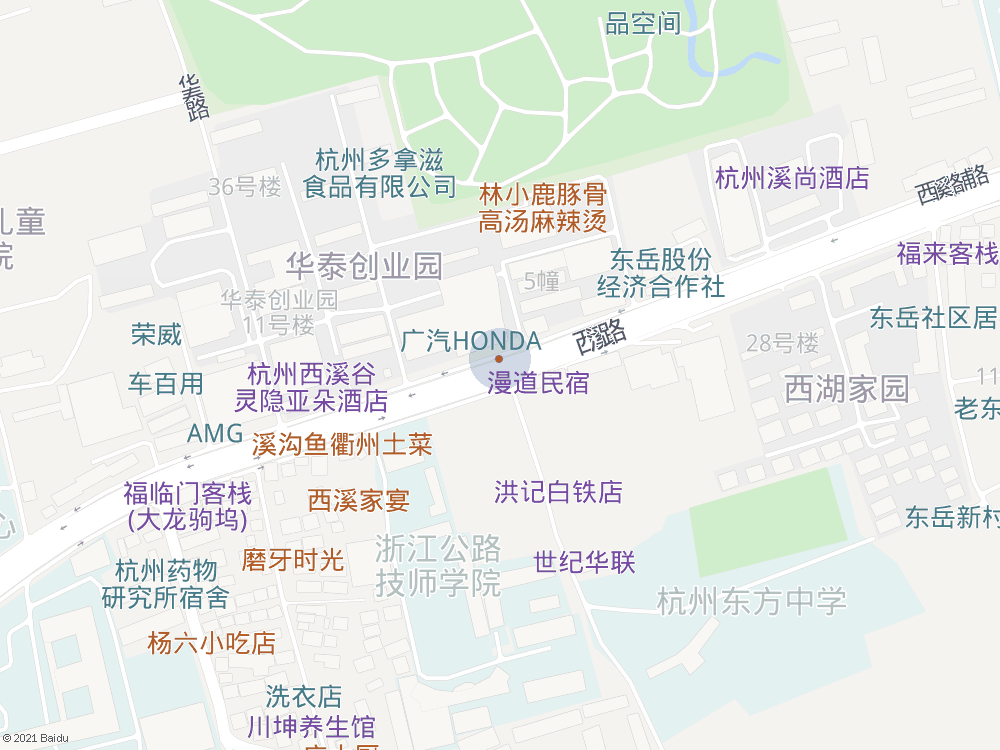 品空间
华泰路
杭州多拿滋
食品有限公司
36号楼
林小鹿豚骨
高汤麻辣烫
杭州溪尚酒店
西溪路辅路
儿童
院
华泰创业园
东岳股份
经济合作社
福来客栈
5幢
华泰创业园
11号楼
荣威
广汽HONDA
西溪路
28号楼
东岳社区居
车百用
杭州西溪谷
灵隐亚朵酒店
漫道民宿
西湖家园
11
老东
AMG
溪沟鱼衢州土菜
福临门客栈
(大龙驹坞)
西溪家宴
洪记白铁店
东岳新村
心
浙江公路
技师学院
磨牙时光
世纪华联
杭州药物
研究所宿舍
杭州东方中学
杨六小吃店
洗衣店
川坤养生馆
© 2021 Baidu